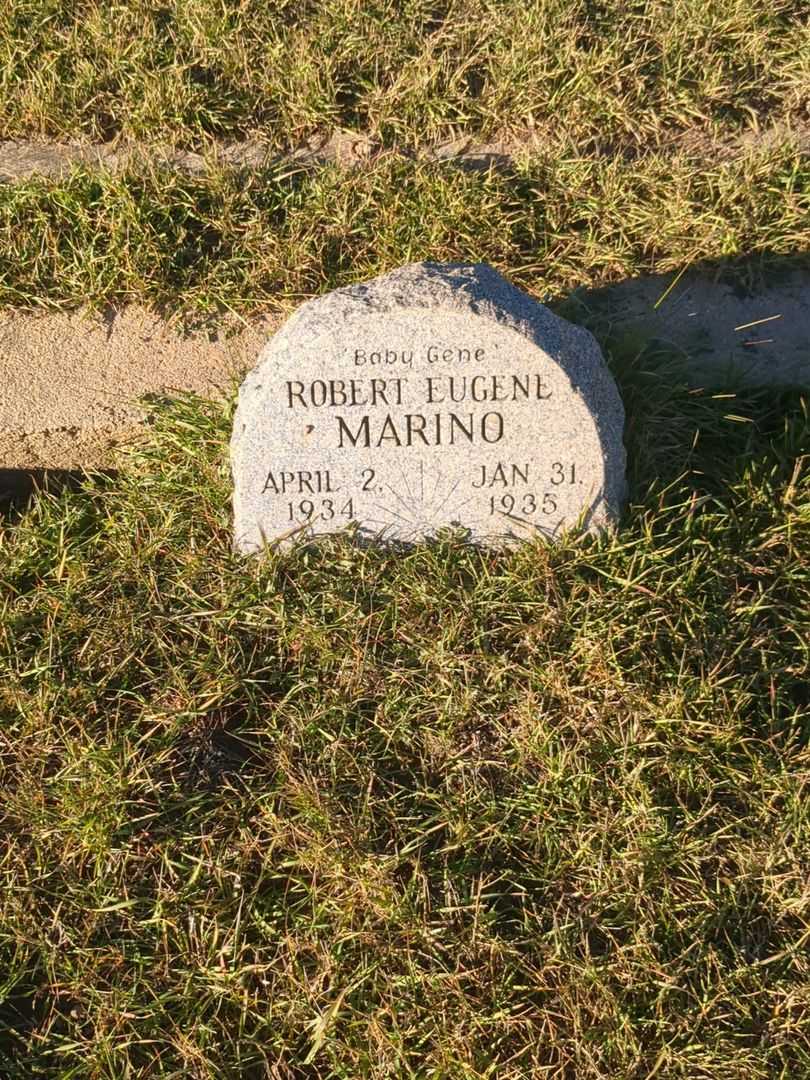 "Baby Gene"
ROBERT EUGENE
MARINO
APRIL 2, JAN 31,
1934 1935